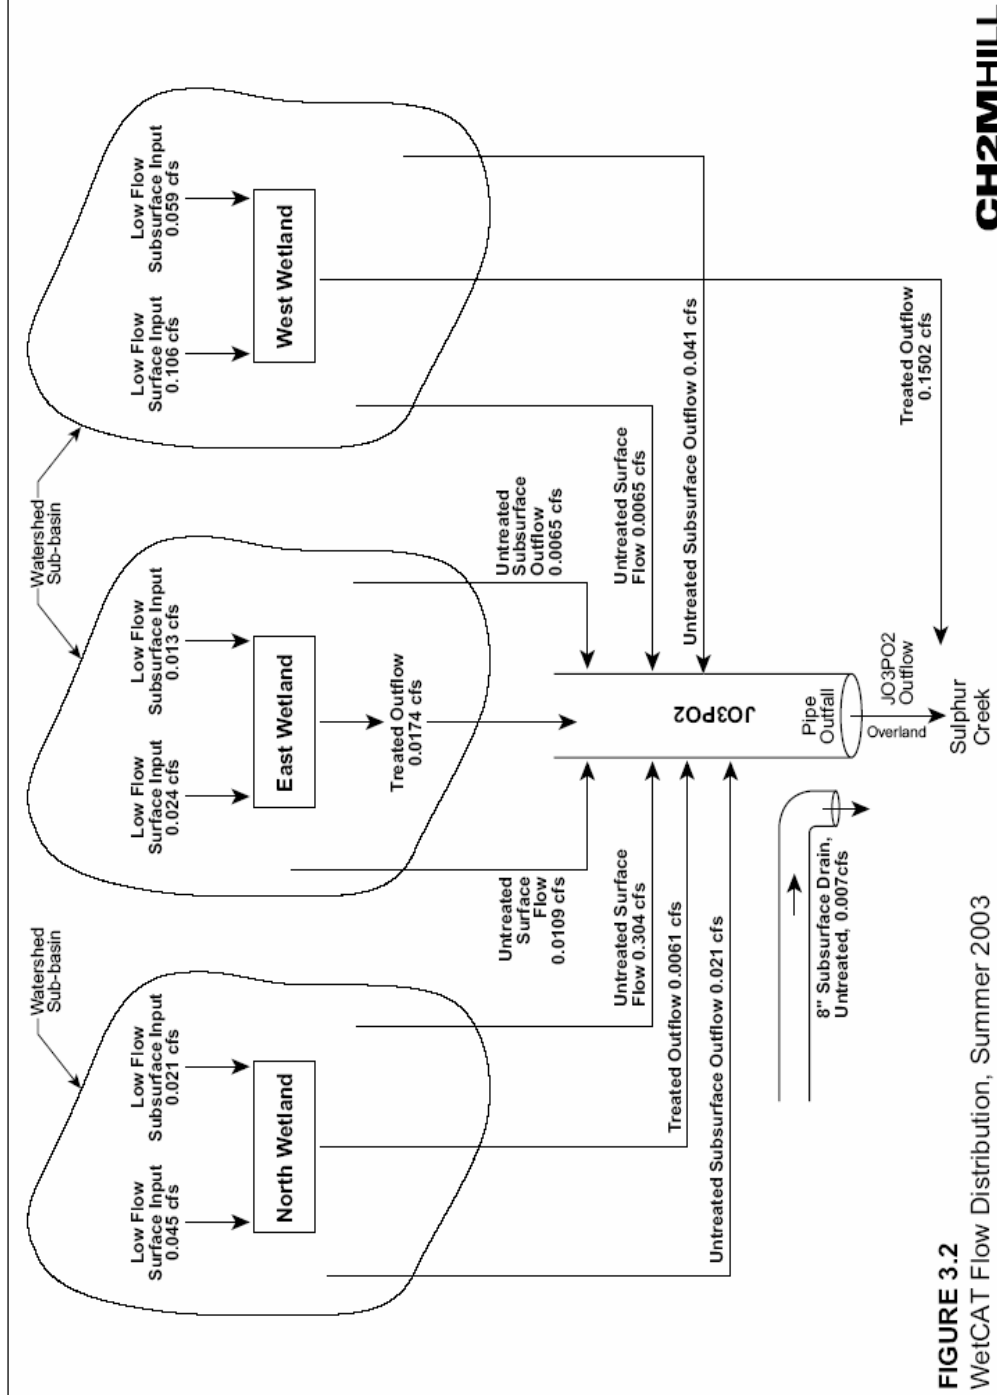 Watershed
Sub-basin
Watershed
Sub-basin
Low Flow
Surface Input
0.045 cfs
Low Flow
Subsurface Input
0.021 cfs
Low Flow
Surface Input
0.024 cfs
Low Flow
Subsurface Input
0.013 cfs
Low Flow
Surface Input
0.106 cfs
Low Flow
Subsurface Input
0.059 cfs
North Wetland
East Wetland
West Wetland
Treated Outflow
0.0174 cfs
Untreated
Surface
Flow
0.0109 cfs
Untreated
Subsurface
Outflow
0.0065 cfs
Untreated Surface
Flow 0.304 cfs
Untreated Surface
Flow 0.0065 cfs
Treated Outflow 0.0061 cfs
Untreated Subsurface Outflow 0.021 cfs
Untreated Subsurface Outflow 0.041 cfs
JO3PO2
Pipe
Outfall
8" Subsurface Drain,
Untreated, 0.007cfs
Overland
JO3PO2
Outflow
Treated Outflow
0.1502 cfs
Sulphur
Creek
FIGURE 3.2
WetCAT Flow Distribution, Summer 2003
CH2MHILL